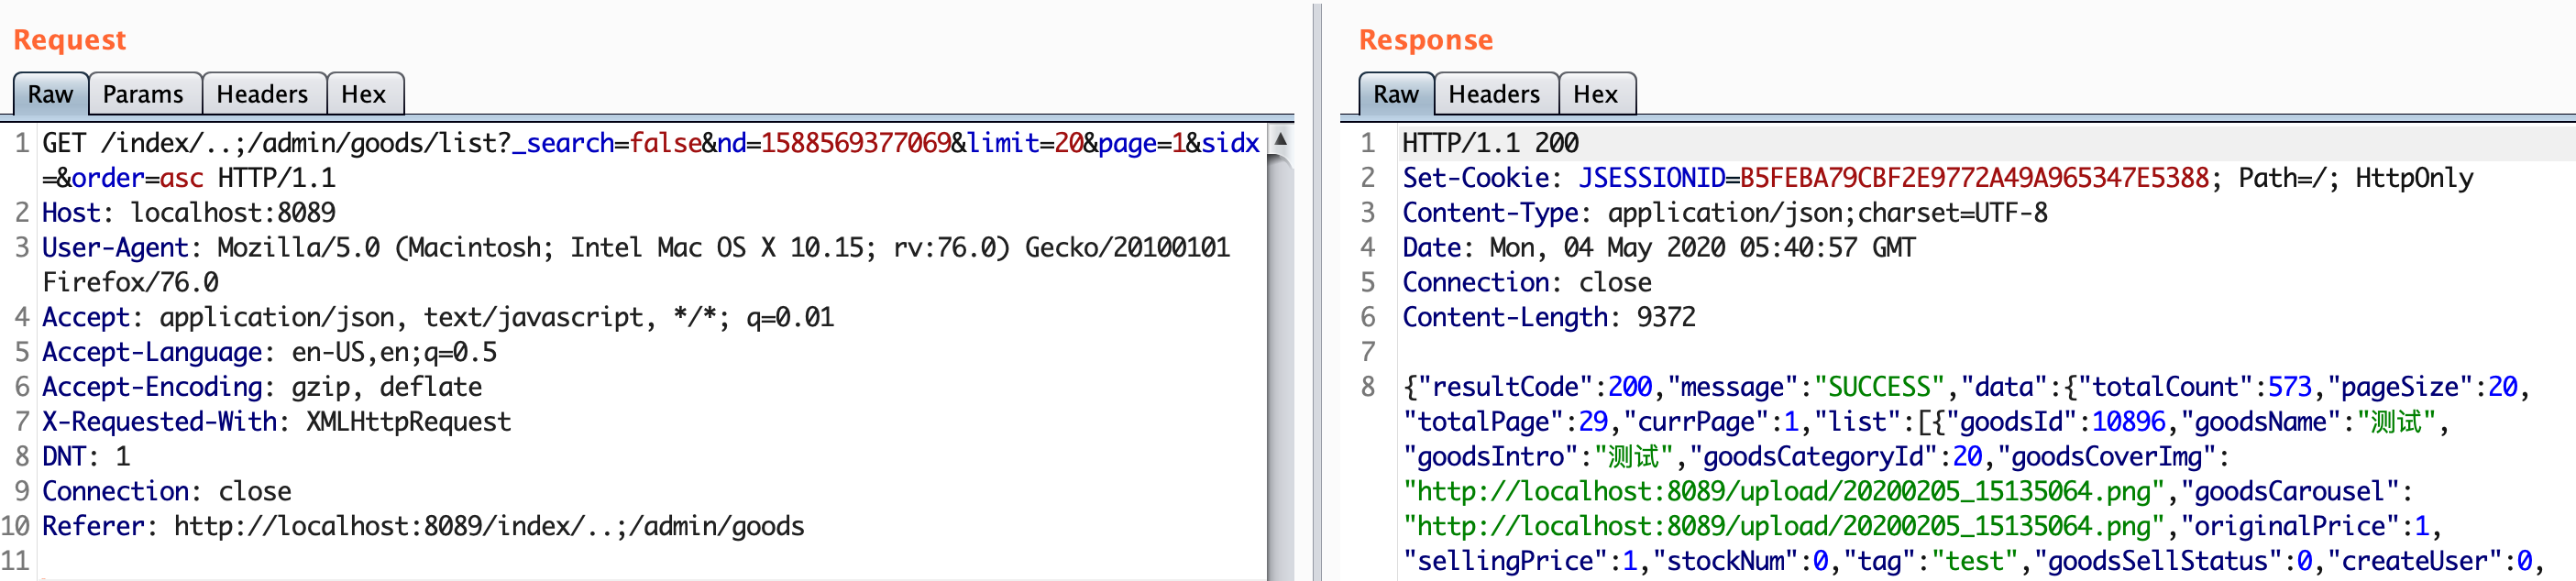 Request
Raw Params Headers Hex
1 GET /index/..;/admin/goods/list?_search=false&nd=1588569377069&limit=20&page=1&sidx
=&order=asc HTTP/1.1
2 Host: localhost:8089
3 User-Agent: Mozilla/5.0 (Macintosh; Intel Mac OS X 10.15; rv:76.0) Gecko/20100101
Firefox/76.0
4 Accept: application/json, text/javascript, */*; q=0.01
5 Accept-Language: en-US,en;q=0.5
6 Accept-Encoding: gzip, deflate
7 X-Requested-With: XMLHttpRequest
8 DNT: 1
9 Connection: close
10 Referer: http://localhost:8089/index/..;/admin/goods
11
Response
Raw Headers Hex
1 HTTP/1.1 200
2 Set-Cookie: JSESSIONID=B5FEBA79CBF2E9772A49A965347E5388; Path=/; HttpOnly
3 Content-Type: application/json;charset=UTF-8
4 Date: Mon, 04 May 2020 05:40:57 GMT
5 Connection: close
6 Content-Length: 9372
7
8 {"resultCode":200,"message":"SUCCESS","data":{"totalCount":573,"pageSize":20,
"totalPage":29,"currPage":1,"list":[{"goodsId":10896,"goodsName":"测试",
"goodsIntro":"测试","goodsCategoryId":20,"goodsCoverImg":
"http://localhost:8089/upload/20200205_15135064.png","goodsCarousel":
"http://localhost:8089/upload/20200205_15135064.png","originalPrice":1,
"sellingPrice":1,"stockNum":0,"tag":"test","goodsSellStatus":0,"createUser":0,